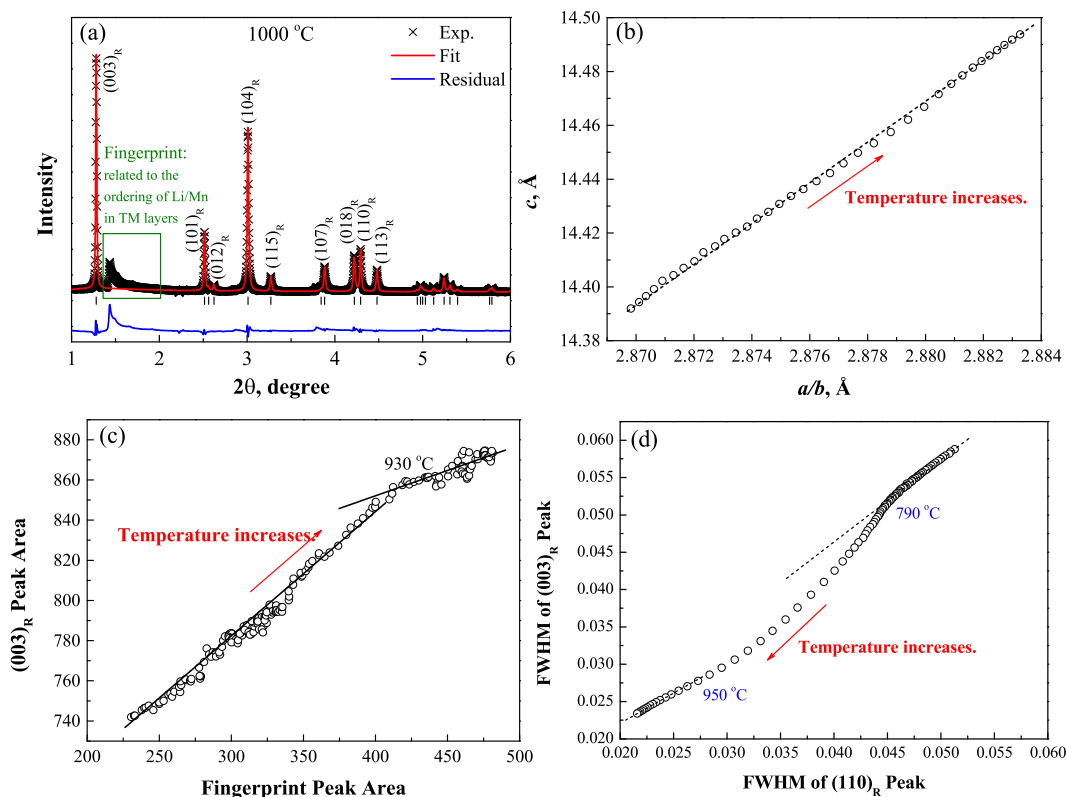 (a)
1000 °C
Exp.
Fit
Residual
(003)R
Fingerprint:
related to the
ordering of Li/Mn
in TM layers
(101)R
(012)R
(104)R
(115)R
(107)R
(018)R
(110)R
(113)R
Intensity
1 2 3 4 5 6
2θ, degree
(b)
14.50
14.48
14.46
14.44
14.42
14.40
14.38
c, Å
Temperature increases.
2.870 2.872 2.874 2.876 2.878 2.880 2.882 2.884
a/b, Å
(c)
880
860
840
820
800
780
760
740
(003)R Peak Area
930 °C
Temperature increases.
200 250 300 350 400 450 500
Fingerprint Peak Area
(d)
0.060
0.055
0.050
0.045
0.040
0.035
0.030
0.025
0.020
FWHM of (003)R Peak
790 °C
Temperature increases.
950 °C
0.020 0.025 0.030 0.035 0.040 0.045 0.050 0.055 0.060
FWHM of (110)R Peak